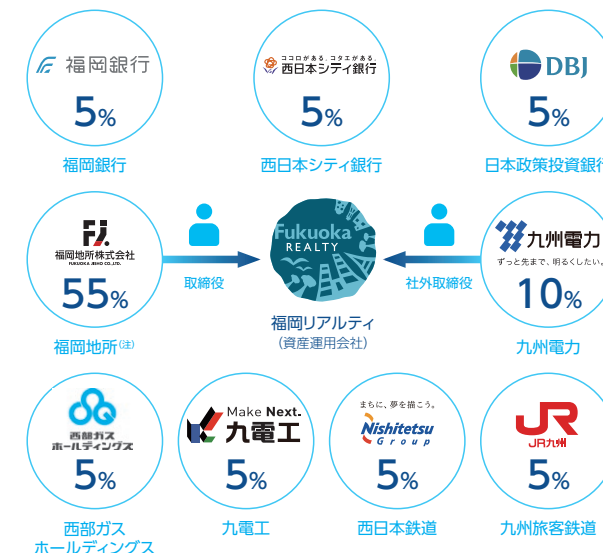 福岡銀行
5%
福岡銀行
ココロがある。コタエがある。
西日本シティ銀行
5%
西日本シティ銀行
DBJ
5%
日本政策投資銀行
FJ.
福岡地所株式会社
FUKUOKA JISHO CO.,LTD.
55%
福岡地所(注)
取締役
Fukuoka
REALTY
福岡リアルティ
(資産運用会社)
社外取締役
九州電力
ずっと先まで、明るくしたい。
10%
九州電力
西部ガス
ホールディングス
5%
西部ガス
ホールディングス
Make Next.
九電工
5%
九電工
まちに、夢を描こう。
Nishitetsu
Group
5%
西日本鉄道
JR
JR九州
5%
九州旅客鉄道